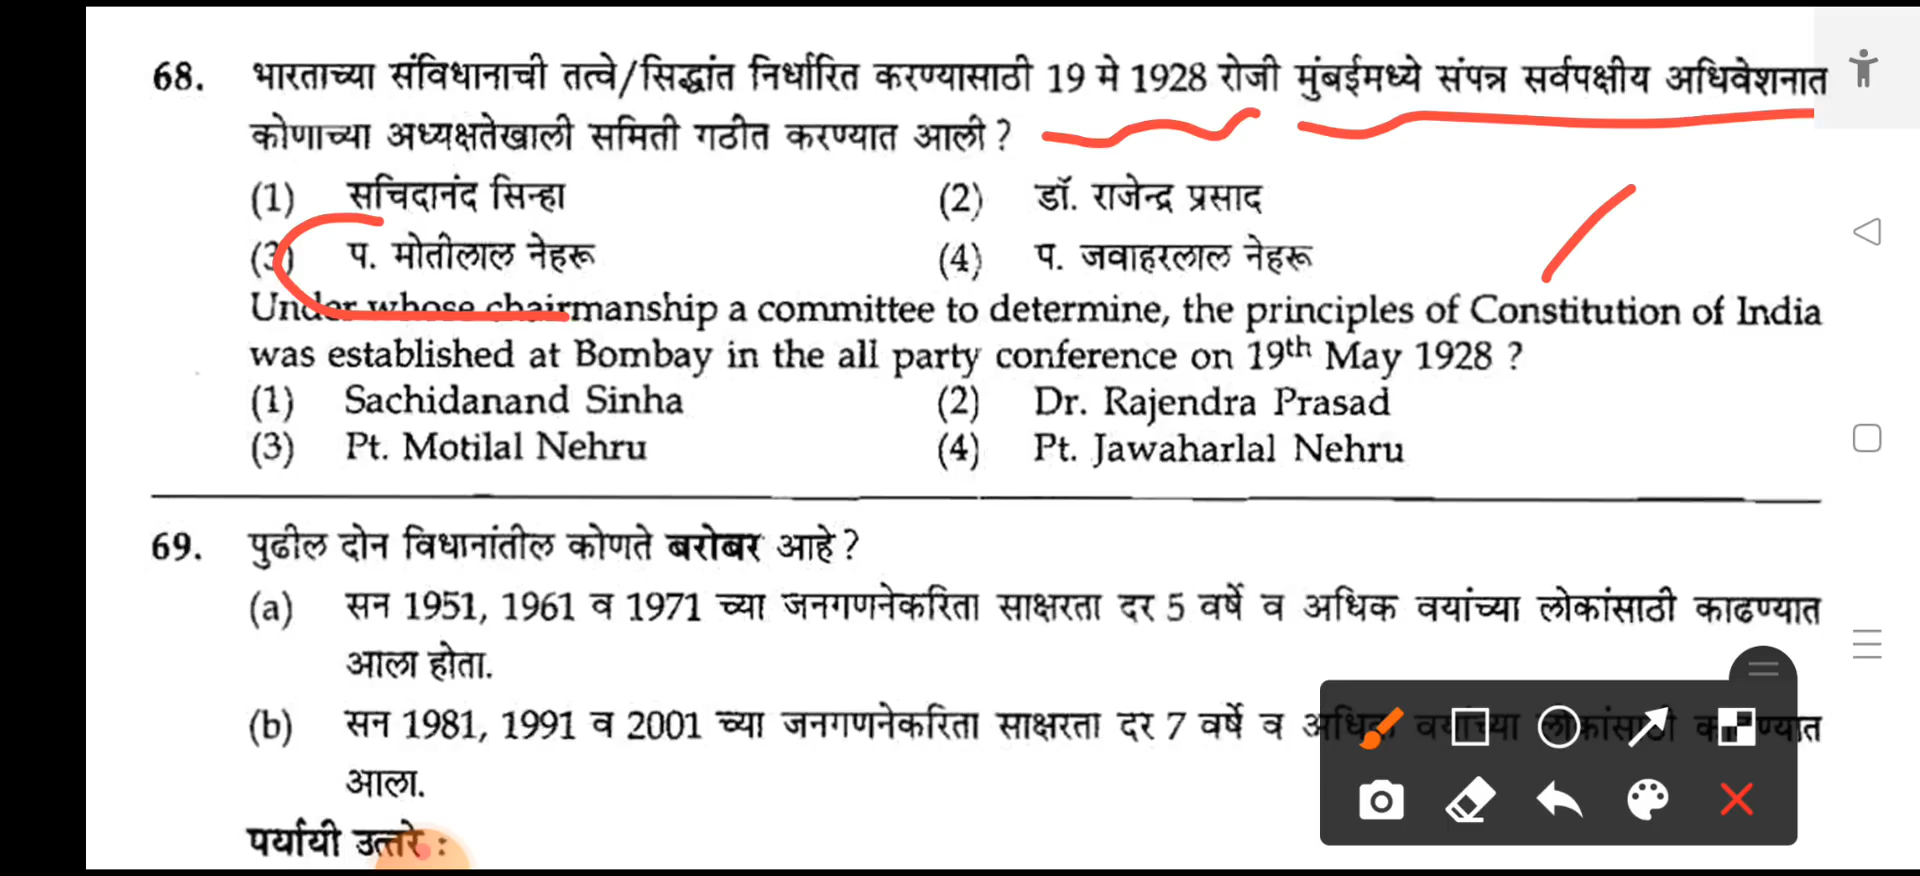 68. भारताच्या संविधानाची तत्वे/सिद्धांत निर्धारित करण्यासाठी 19 मे 1928 रोजी मुंबईमध्ये संपन्न सर्वपक्षीय अधिवेशनात
कोणाच्या अध्यक्षतेखाली समिती गठीत करण्यात आली ?
(1) सचिदानंद सिन्हा (2) डॉ. राजेन्द्र प्रसाद
(3) प. मोतीलाल नेहरू (4) प. जवाहरलाल नेहरू
Under whose chairmanship a committee to determine, the principles of Constitution of India
was established at Bombay in the all party conference on 19th May 1928 ?
(1) Sachidanand Sinha (2) Dr. Rajendra Prasad
(3) Pt. Motilal Nehru (4) Pt. Jawaharlal Nehru
69. पुढील दोन विधानांतील कोणते बरोबर आहे ?
(a) सन 1951, 1961 व 1971 च्या जनगणनेकरिता साक्षरता दर 5 वर्षे व अधिक वयांच्या लोकांसाठी काढण्यात
आला होता.
(b) सन 1981, 1991 व 2001 च्या जनगणनेकरिता साक्षरता दर 7 वर्षे व
आला.
पर्यायी उत्तरे :